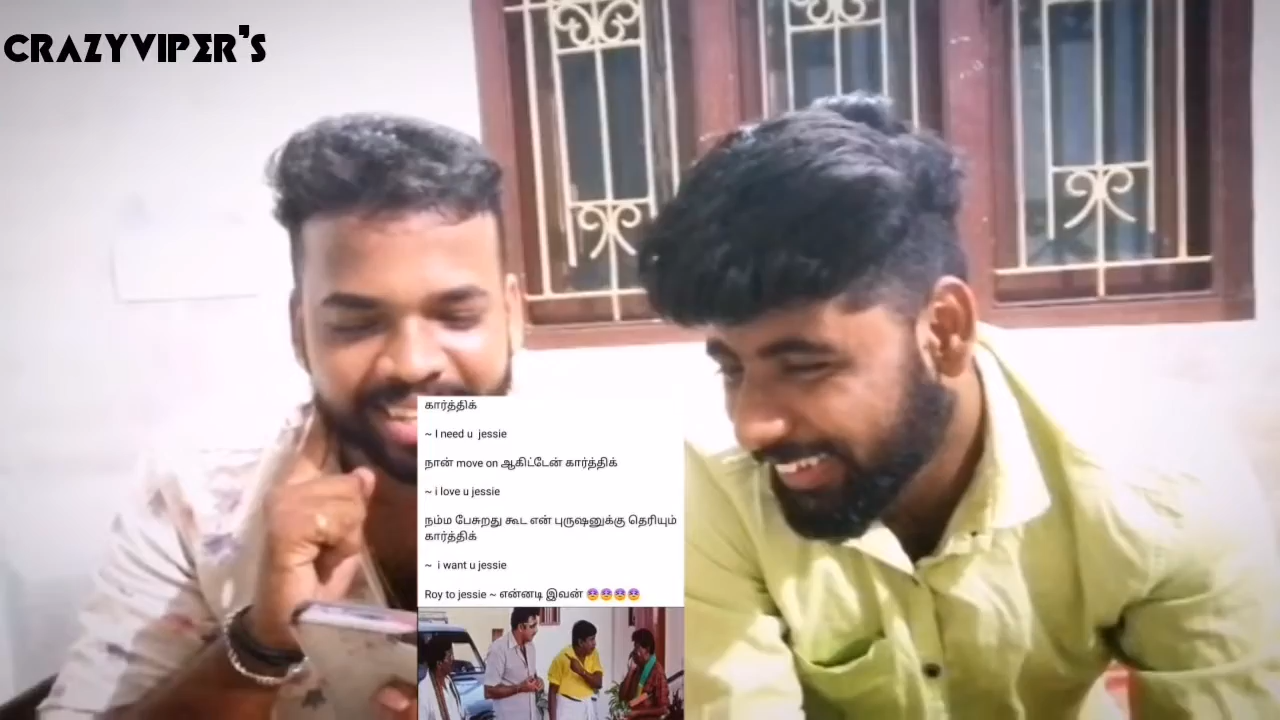 CRAZYVIPER'S
கார்த்திக்
~ I need u jessie
நான் move on ஆகிட்டேன் கார்த்திக்
~ i love u jessie
நம்ம பேசுறது கூட என் புருஷனுக்கு தெரியும்
கார்த்திக்
~ i want u jessie
Roy to jessie ~ என்னடி இவன் 😨😨😨😨